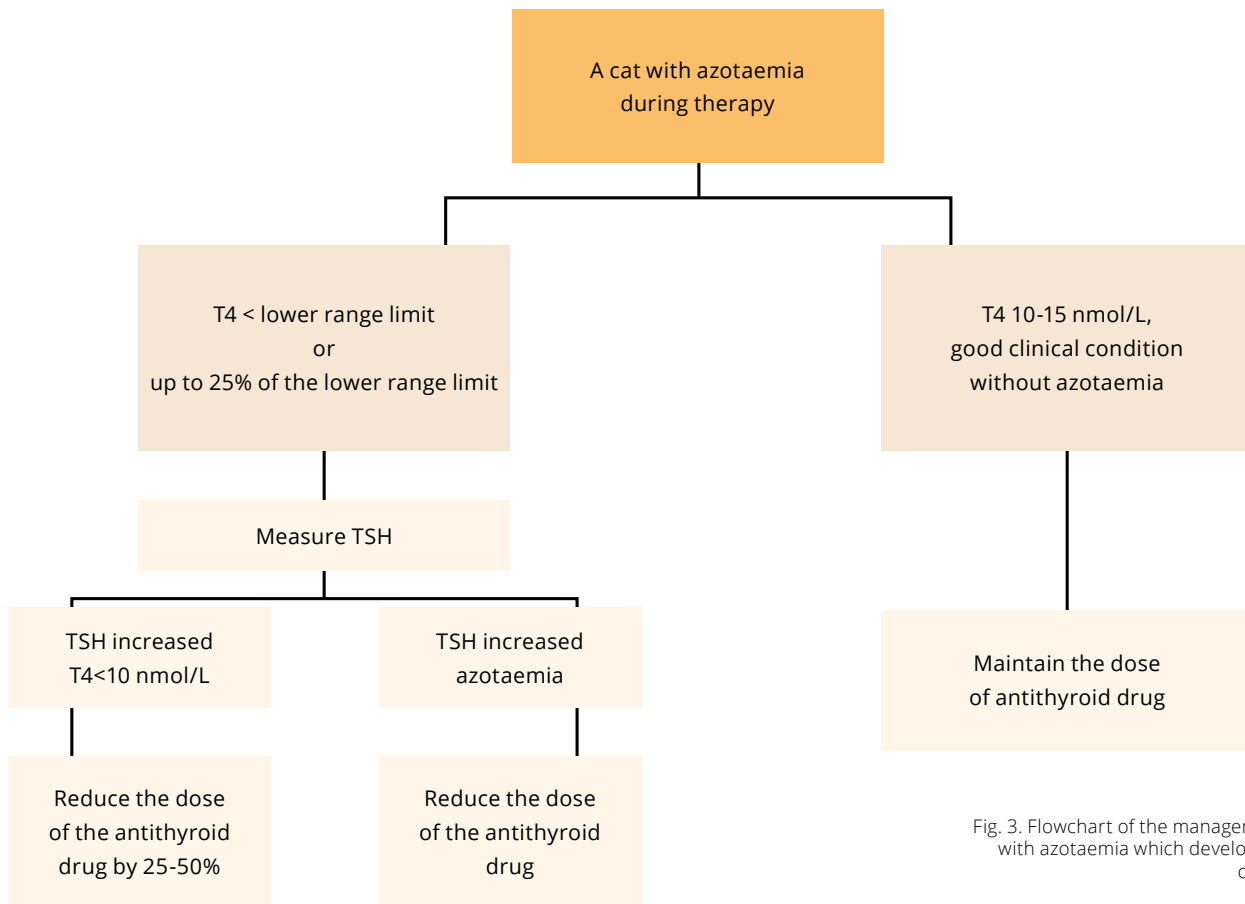 A cat with azotaemia
during therapy
T4 < lower range limit
or
up to 25% of the lower range limit
T4 10-15 nmol/L,
good clinical condition
without azotaemia
Measure TSH
TSH increased
T4<10 nmol/L
TSH increased
azotaemia
Maintain the dose
of antithyroid drug
Reduce the dose
of the antithyroid
drug by 25-50%
Reduce the dose
of the antithyroid
drug
Fig. 3. Flowchart of the
with azotaemia which